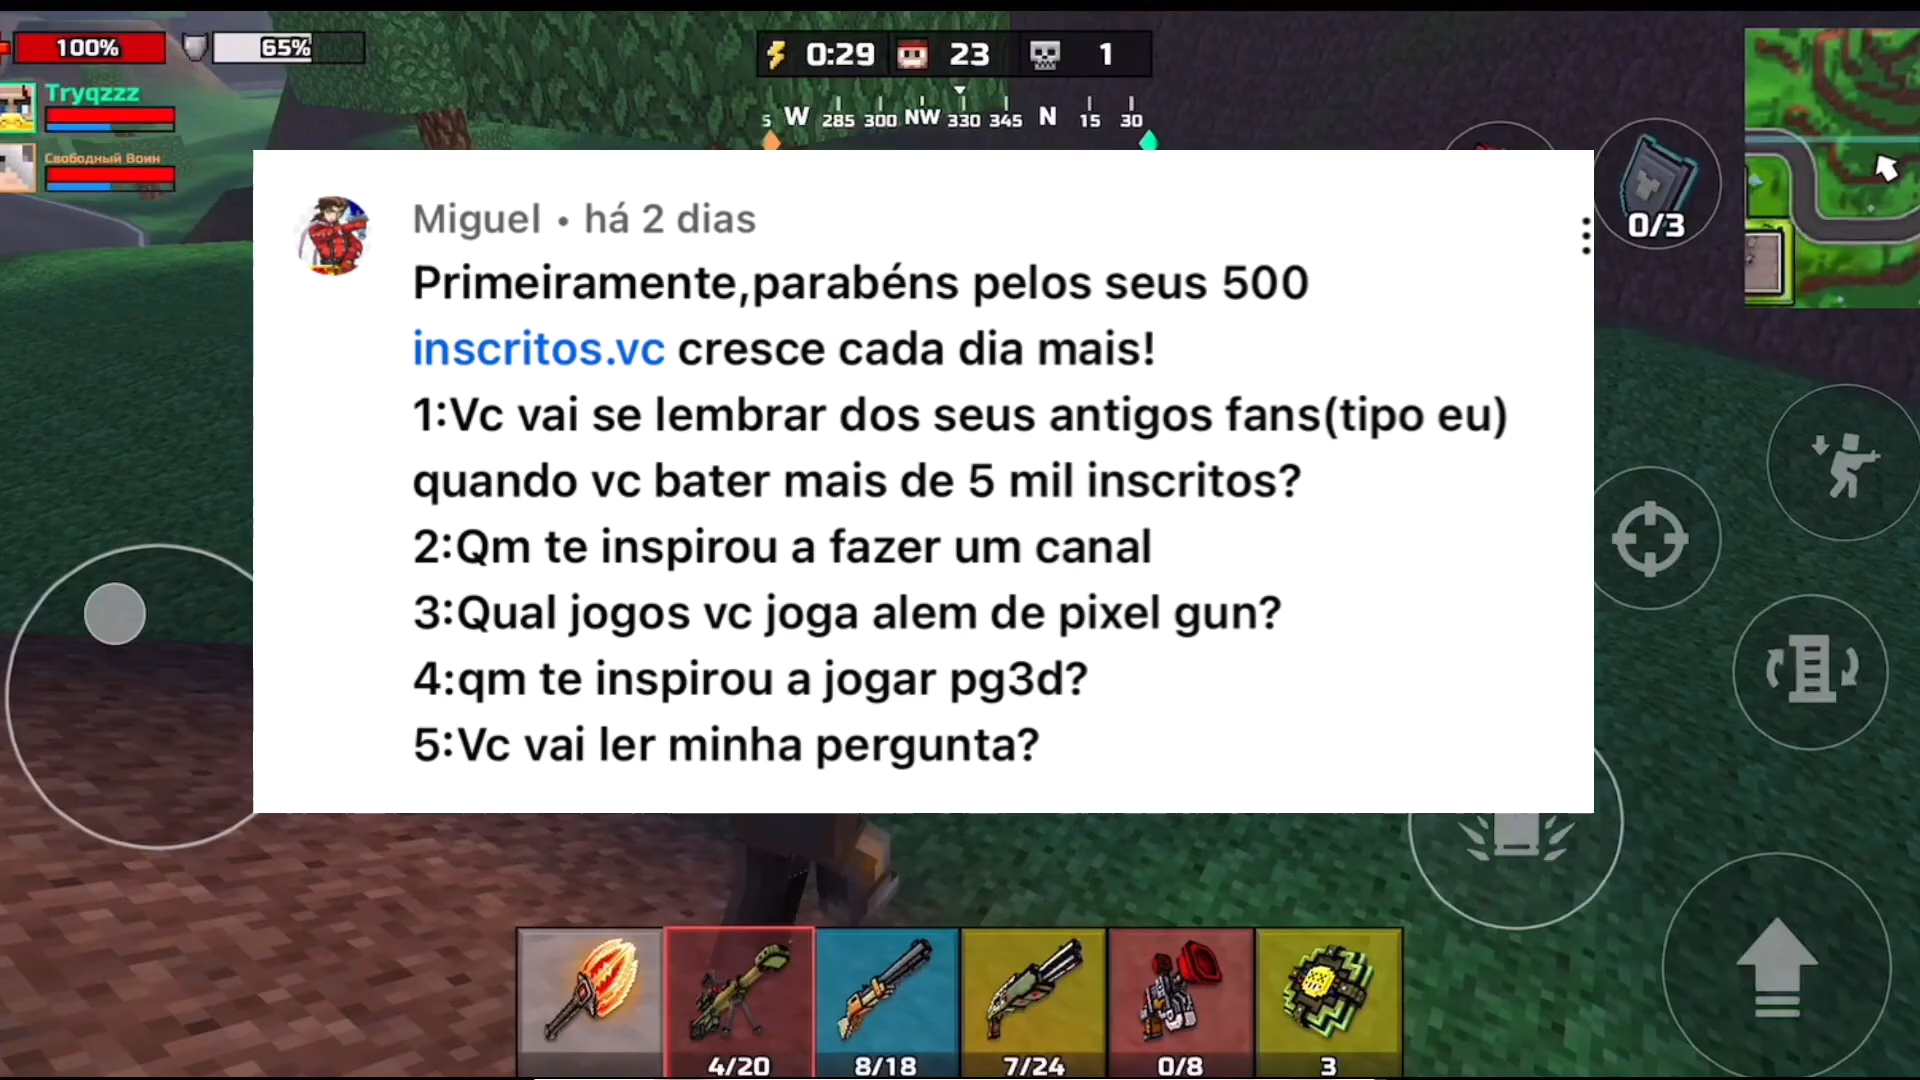 100%
65%
0:29
23
1
Tryqzzz
5 W 285 300 NW 330 345 N 15 30
Свободный Воин
0/3
Miguel • há 2 dias
Primeiramente,parabéns pelos seus 500
inscritos.vc cresce cada dia mais!
1:Vc vai se lembrar dos seus antigos fans(tipo eu)
quando vc bater mais de 5 mil inscritos?
2:Qm te inspirou a fazer um canal
3:Qual jogos vc joga alem de pixel gun?
4:qm te inspirou a jogar pg3d?
5:Vc vai ler minha pergunta?
4/20
8/18
7/24
0/8
3